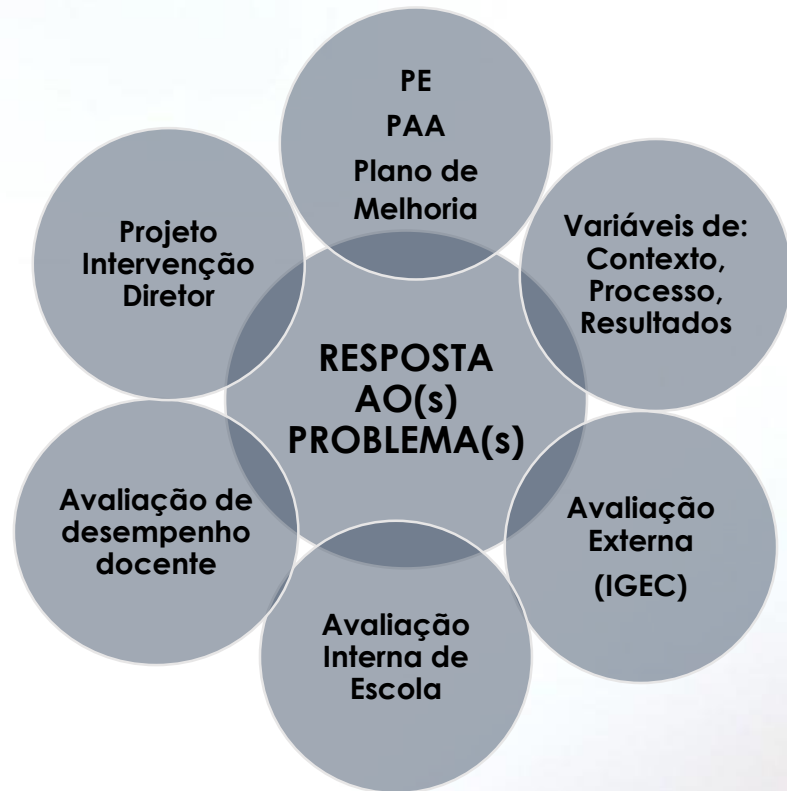 PE
PAA
Plano de
Melhoria
Projeto
Intervenção
Diretor
Variáveis de:
Contexto,
Processo,
Resultados
RESPOSTA
AO(s)
PROBLEMA(s)
Avaliação de
desempenho
docente
Avaliação
Externa
(IGEC)
Avaliação
Interna de
Escola